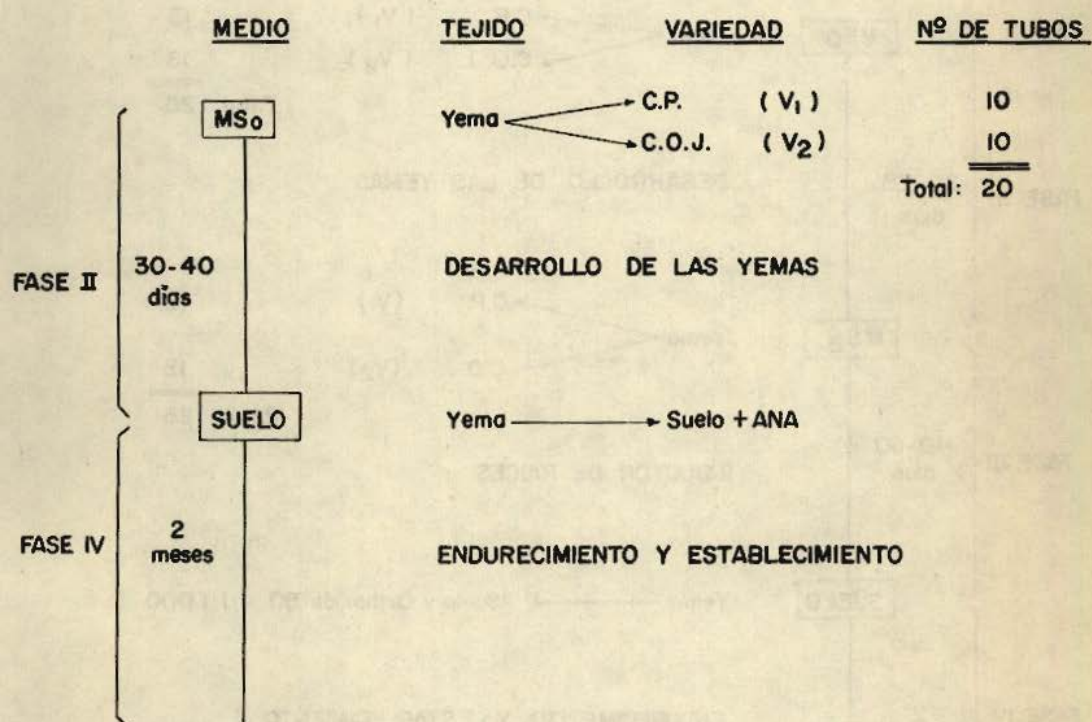 MEDIO TEJIDO VARIEDAD Nº DE TUBOS
MSo Yema C.P. (V1) 10
C.O.J. (V2) 10
Total: 20
FASE II 30-40 días DESARROLLO DE LAS YEMAS
SUELO Yema Suelo + ANA
FASE IV 2 meses ENDURECIMIENTO Y ESTABLECIMIENTO